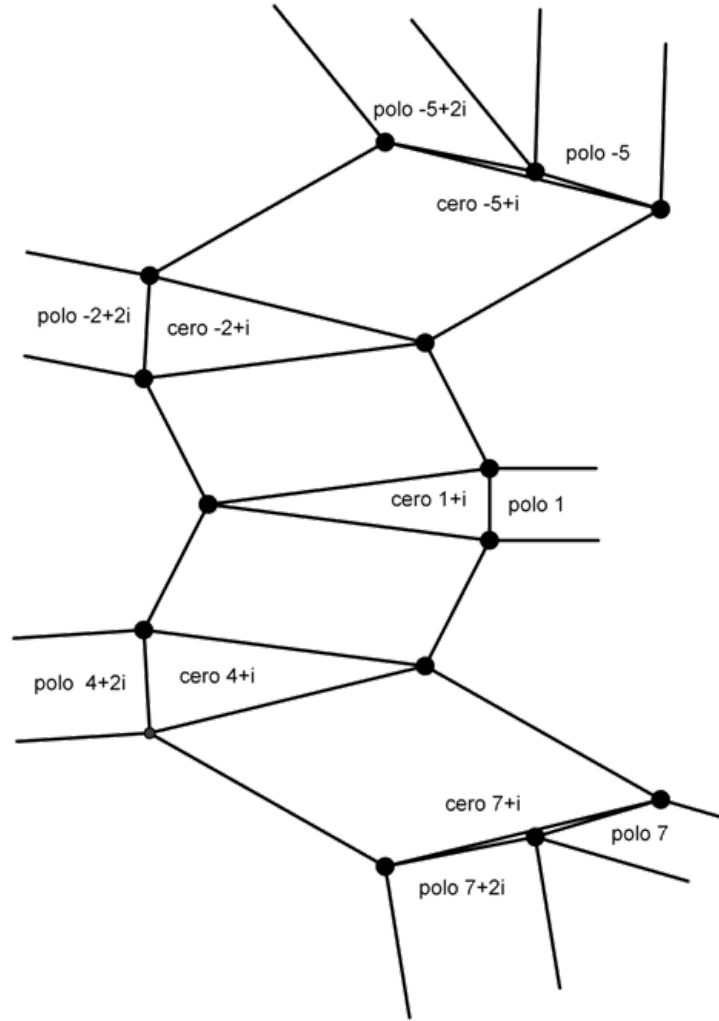 polo -5+2i
polo -5
cero -5+i
polo -2+2i
cero -2+i
cero 1+i
polo 1
cero 4+i
polo  4+2i
cero 7+i
polo 7
polo 7+2i